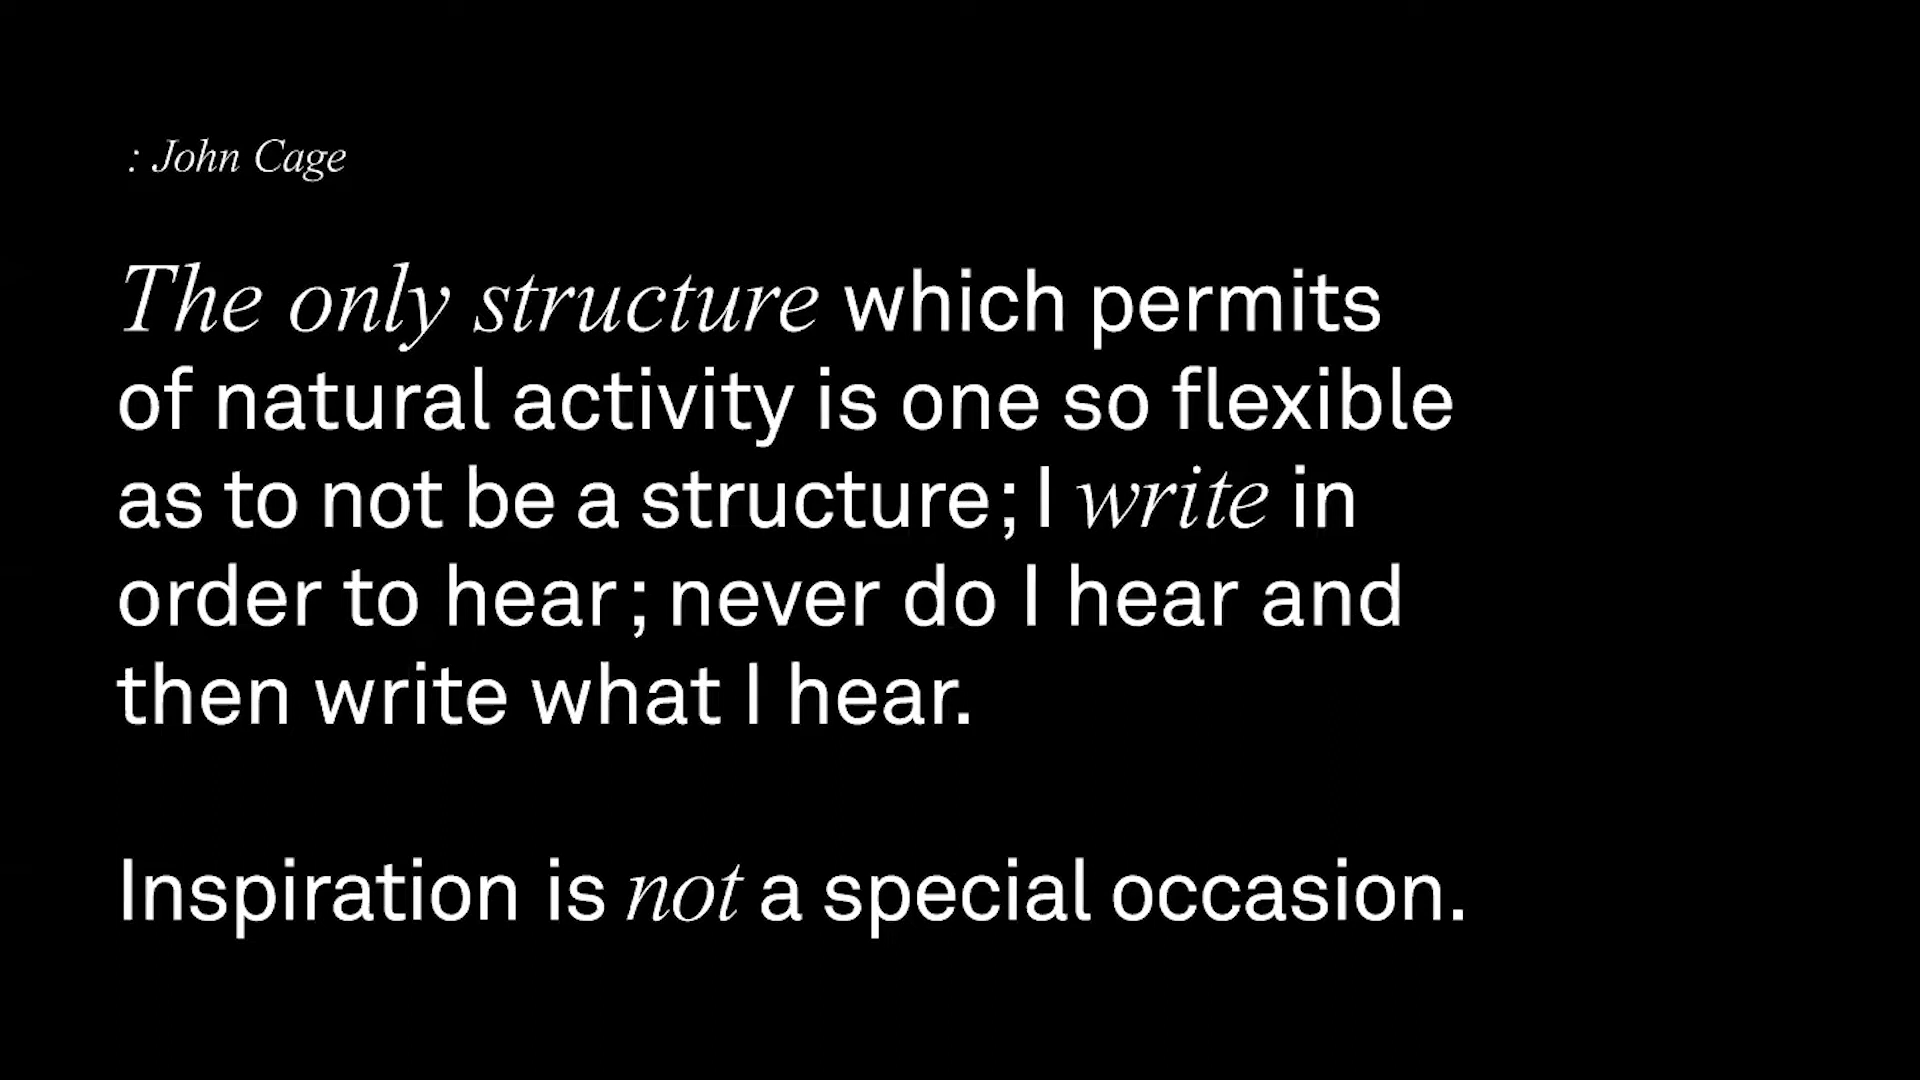 : John Cage
The only structure which permits
of natural activity is one so flexible
as to not be a structure; I write in
order to hear; never do I hear and
then write what I hear.
Inspiration is not a special occasion.